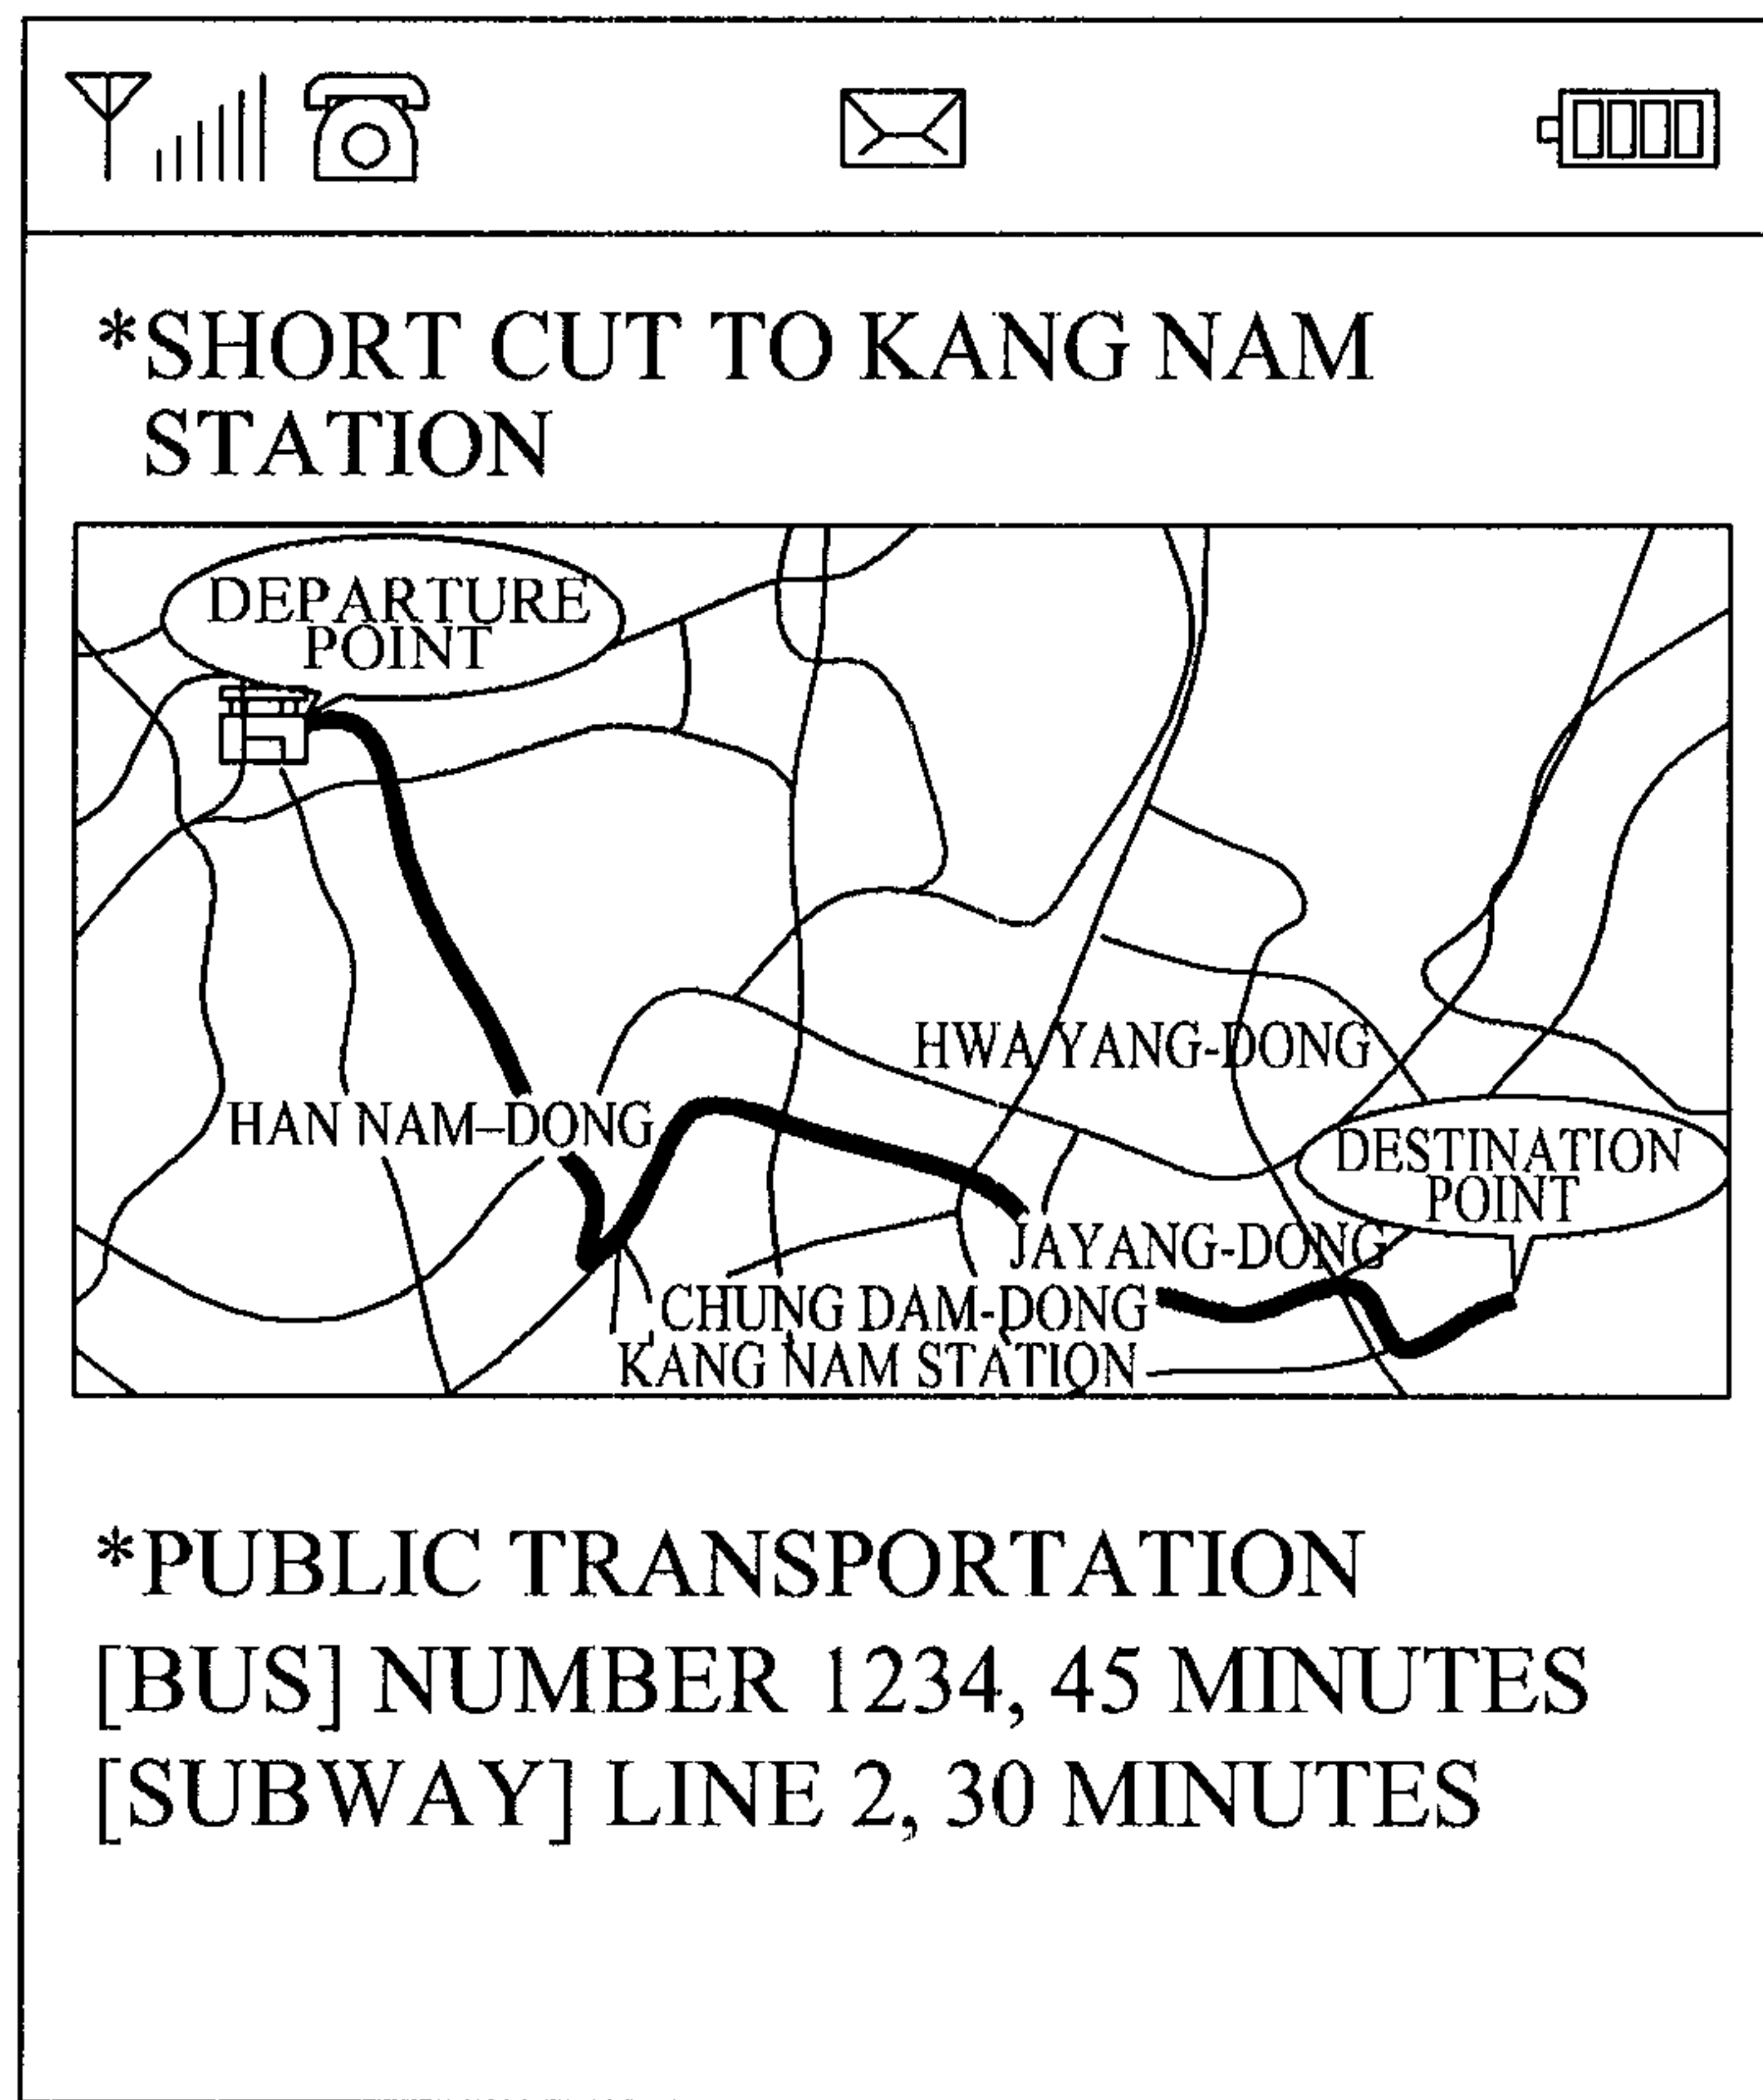 *SHORT CUT TO KANG NAM
STATION
DEPARTURE
POINT
HWA YANG-DONG
HAN NAM-DONG
DESTINATION
POINT
JAYANG-DONG
CHUNG DAM-DONG
KANG NAM STATION
*PUBLIC TRANSPORTATION
[BUS] NUMBER 1234, 45 MINUTES
[SUBWAY] LINE 2, 30 MINUTES